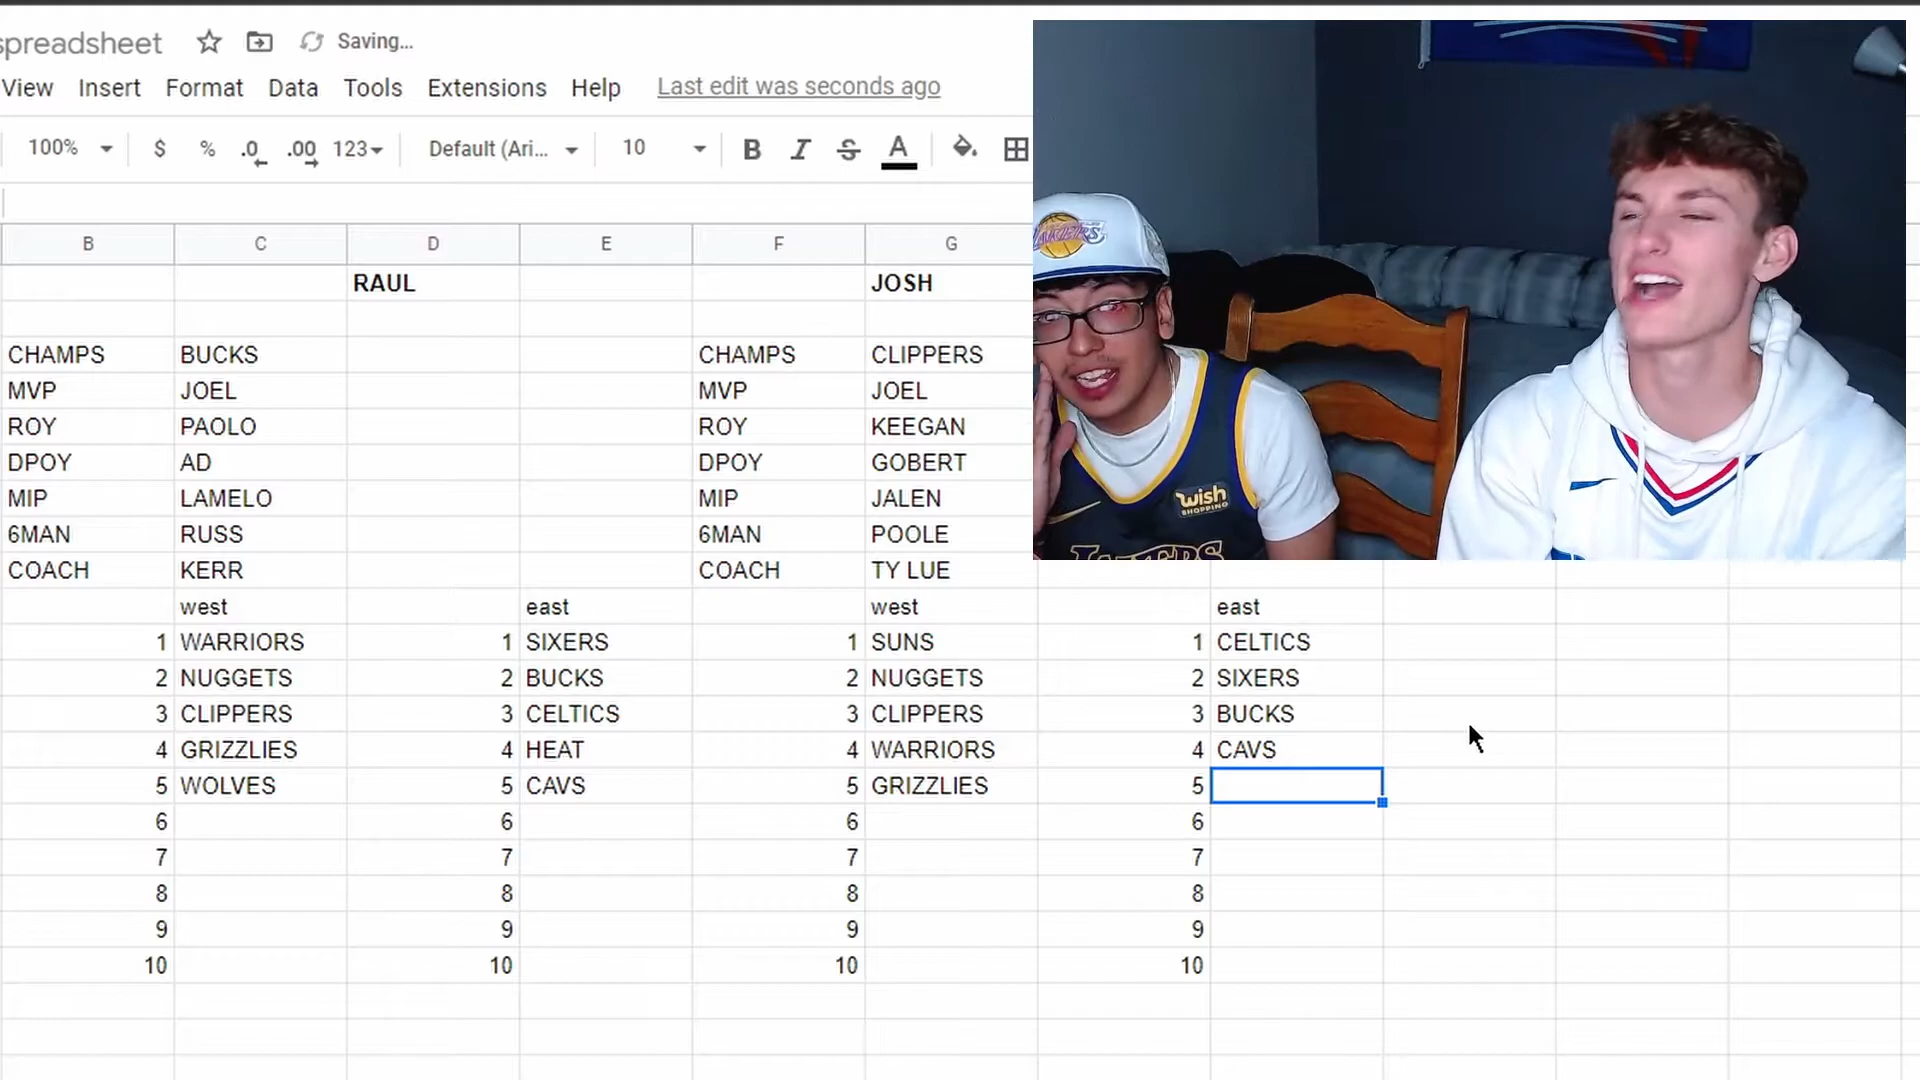 spreadsheet Saving...
View Insert Format Data Tools Extensions Help Last edit was seconds ago
100% $ % .0 .00 123 Default (Ari... 10 B I S A
B C D E F G
RAUL JOSH
CHAMPS BUCKS CHAMPS CLIPPERS
MVP JOEL MVP JOEL
ROY PAOLO ROY KEEGAN
DPOY AD DPOY GOBERT
MIP LAMELO MIP JALEN
6MAN RUSS 6MAN POOLE
COACH KERR COACH TY LUE
west east west east
1 WARRIORS 1 SIXERS 1 SUNS 1 CELTICS
2 NUGGETS 2 BUCKS 2 NUGGETS 2 SIXERS
3 CLIPPERS 3 CELTICS 3 CLIPPERS 3 BUCKS
4 GRIZZLIES 4 HEAT 4 WARRIORS 4 CAVS
5 WOLVES 5 CAVS 5 GRIZZLIES 5
6 6 6 6
7 7 7 7
8 8 8 8
9 9 9 9
10 10 10 10
LAKERS
wish
SHOPPING
LAKERS